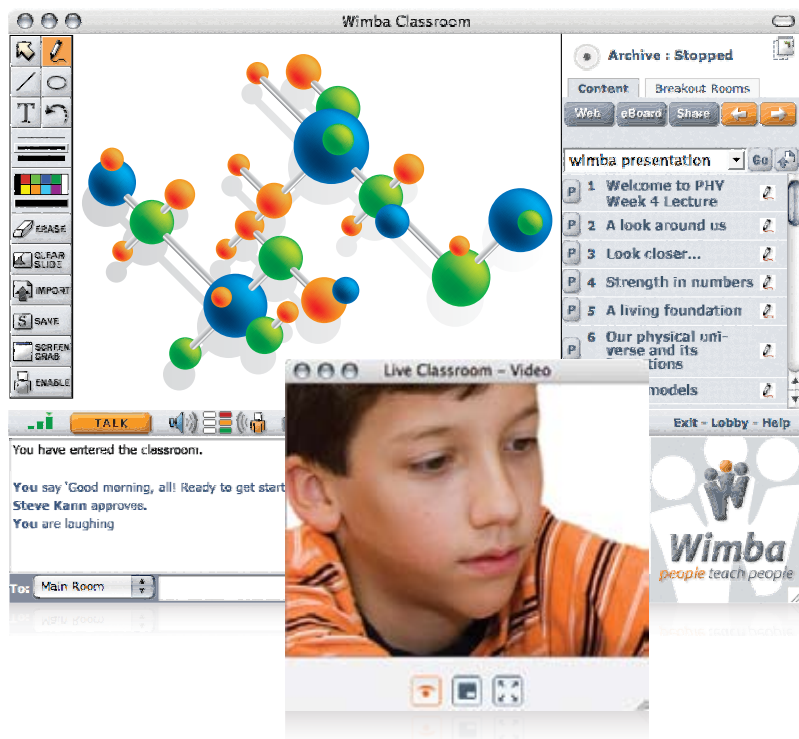 Wimba Classroom
T
ERASE
CLEAR
SLIDE
IMPORT
S SAVE
SCREEN
GRAB
ENABLE
Archive : Stopped
Content Breakout Rooms
Web eBoard Share
wimba presentation Go
P 1 Welcome to PHY
Week 4 Lecture
P 2 A look around us
P 3 Look closer...
P 4 Strength in numbers
P 5 A living foundation
P 6 Our physical uni-
verse and its
models
Exit - Lobby - Help
TALK
You have entered the classroom.
You say 'Good morning, all! Ready to get start
Steve Kann approves.
You are laughing
To: Main Room
Live Classroom - Video
Wimba
people teach people